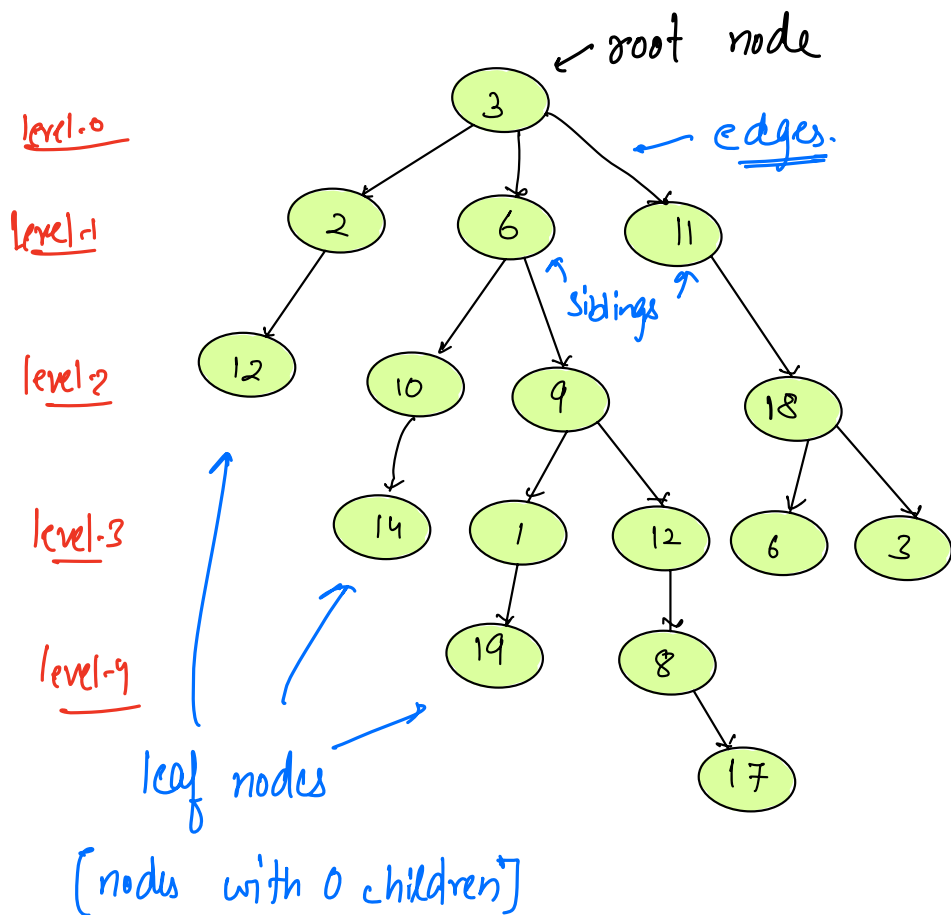 root node
3
level-0
edges.
level-1
2 6 11
siblings
level-2
12 10 9 18
level-3
14 1 12 6 3
level-4
19 8
leaf nodes
17
[nodes with 0 children]